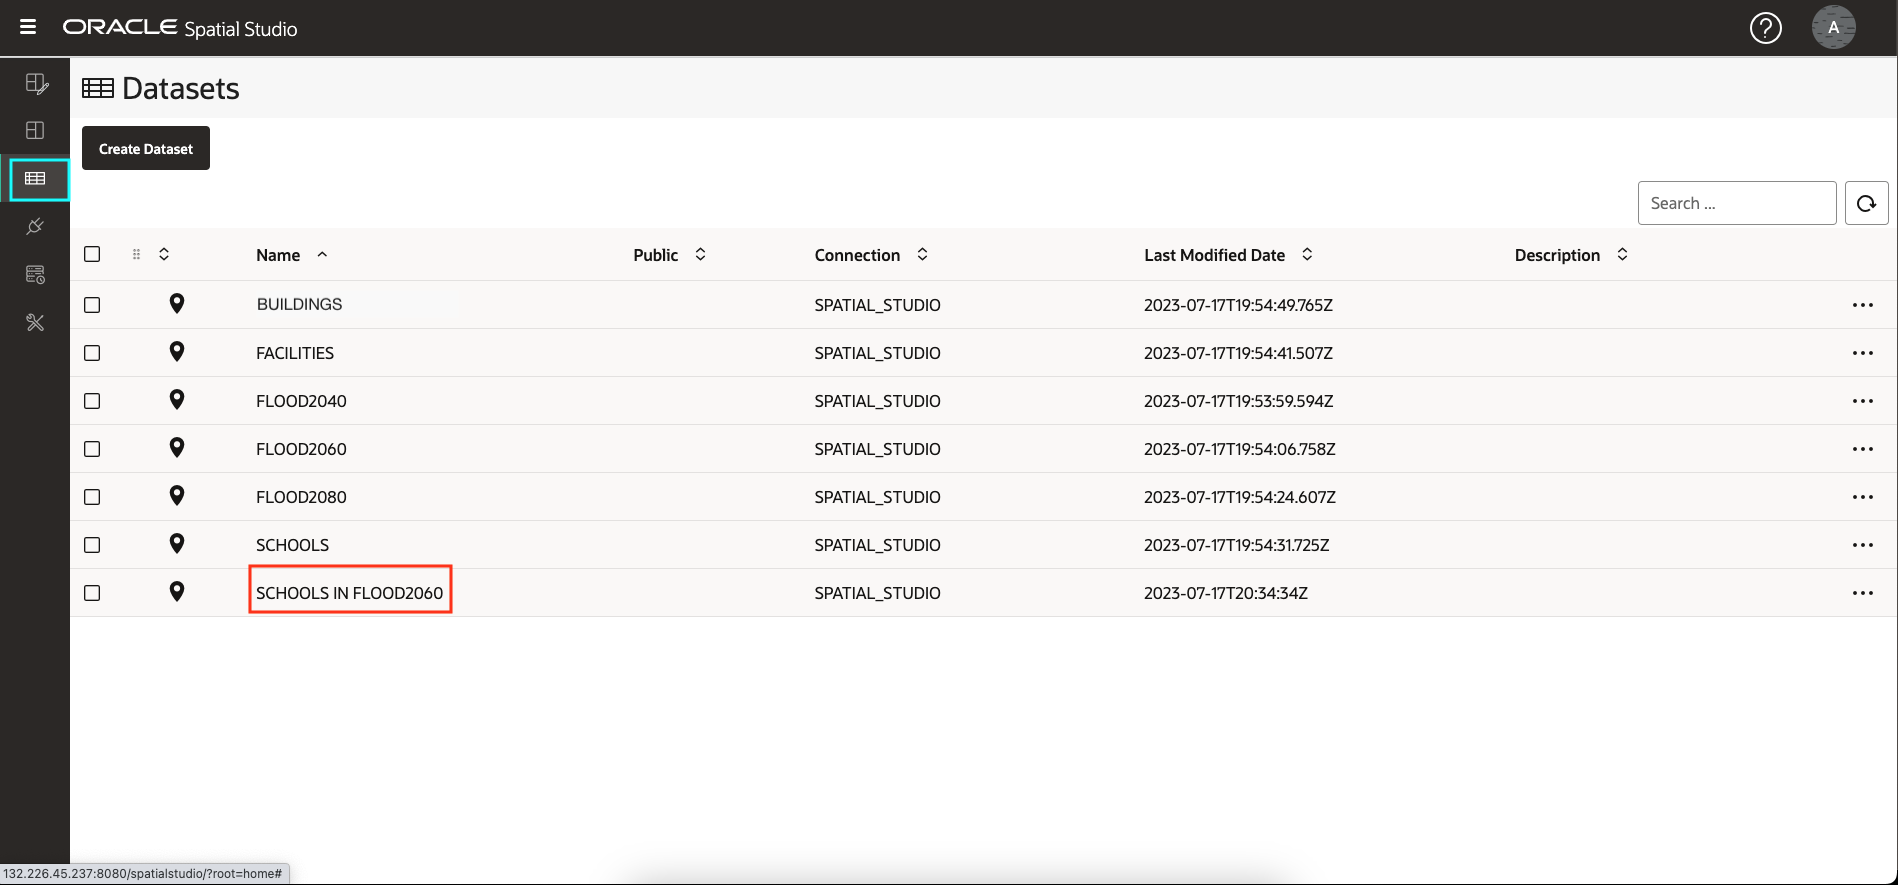 ORACLE Spatial Studio
A
Datasets
Create Dataset
Search ...
Name Public Connection Last Modified Date Description
BUILDINGS SPATIAL_STUDIO 2023-07-17T19:54:49.765Z
FACILITIES SPATIAL_STUDIO 2023-07-17T19:54:41.507Z
FLOOD2040 SPATIAL_STUDIO 2023-07-17T19:53:59.594Z
FLOOD2060 SPATIAL_STUDIO 2023-07-17T19:54:06.758Z
FLOOD2080 SPATIAL_STUDIO 2023-07-17T19:54:24.607Z
SCHOOLS SPATIAL_STUDIO 2023-07-17T19:54:31.725Z
SCHOOLS IN FLOOD2060 SPATIAL_STUDIO 2023-07-17T20:34:34Z
132.226.45.237:8080/spatialstudio/?root=home#